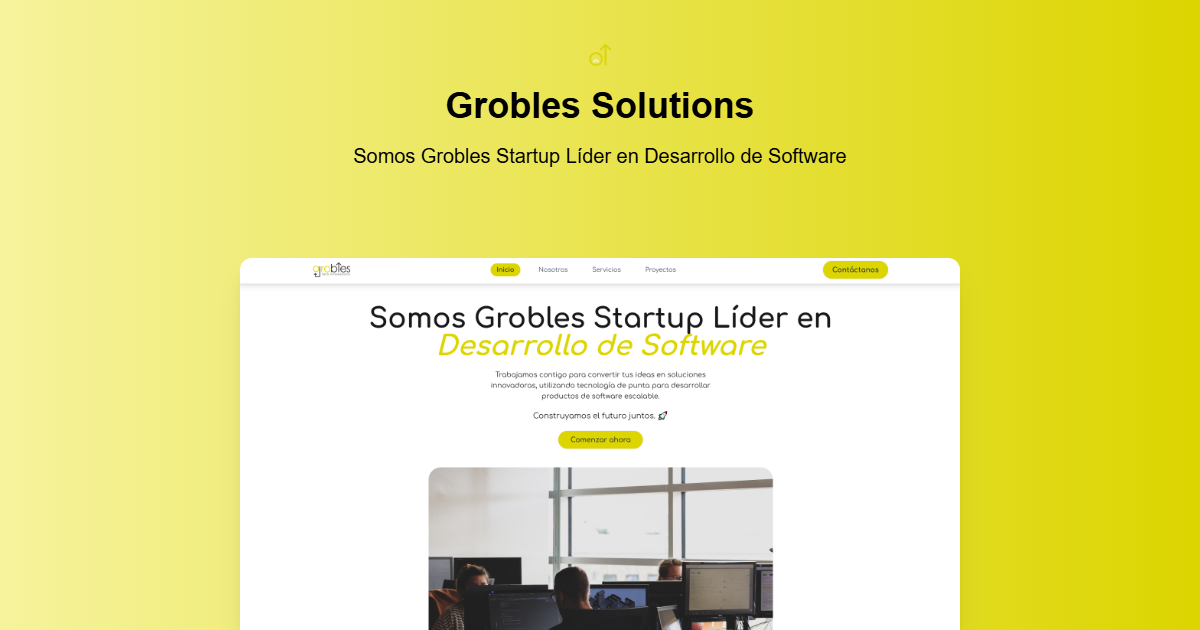 Grobles Solutions
Somos Grobles Startup Líder en Desarrollo de Software
grobles
Inicio Nosotros Servicios Proyectos Contáctanos
Somos Grobles Startup Líder en
Desarrollo de Software
Trabajamos contigo para convertir tus ideas en soluciones
innovadoras, utilizando tecnología de punta para desarrollar
productos de software escalable.
Construyamos el futuro juntos. 🚀
Comenzar ahora